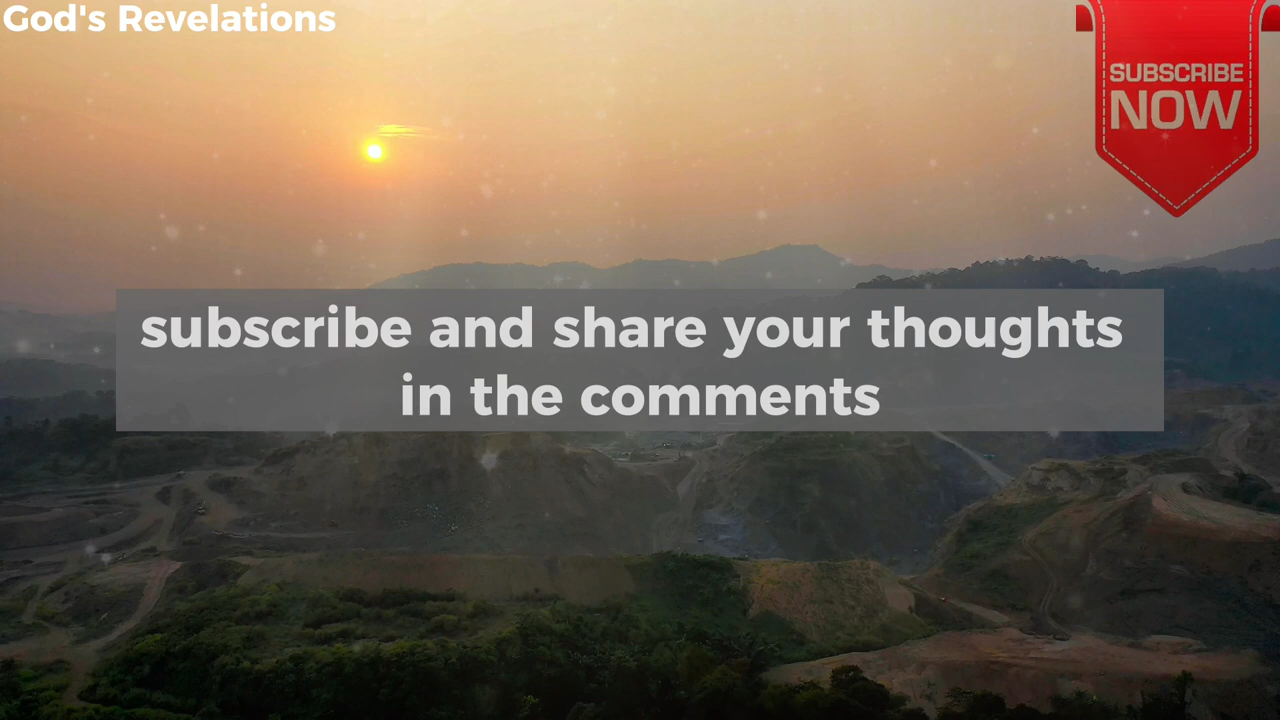 God's Revelations
SUBSCRIBE
NOW
subscribe and share your thoughts
in the comments